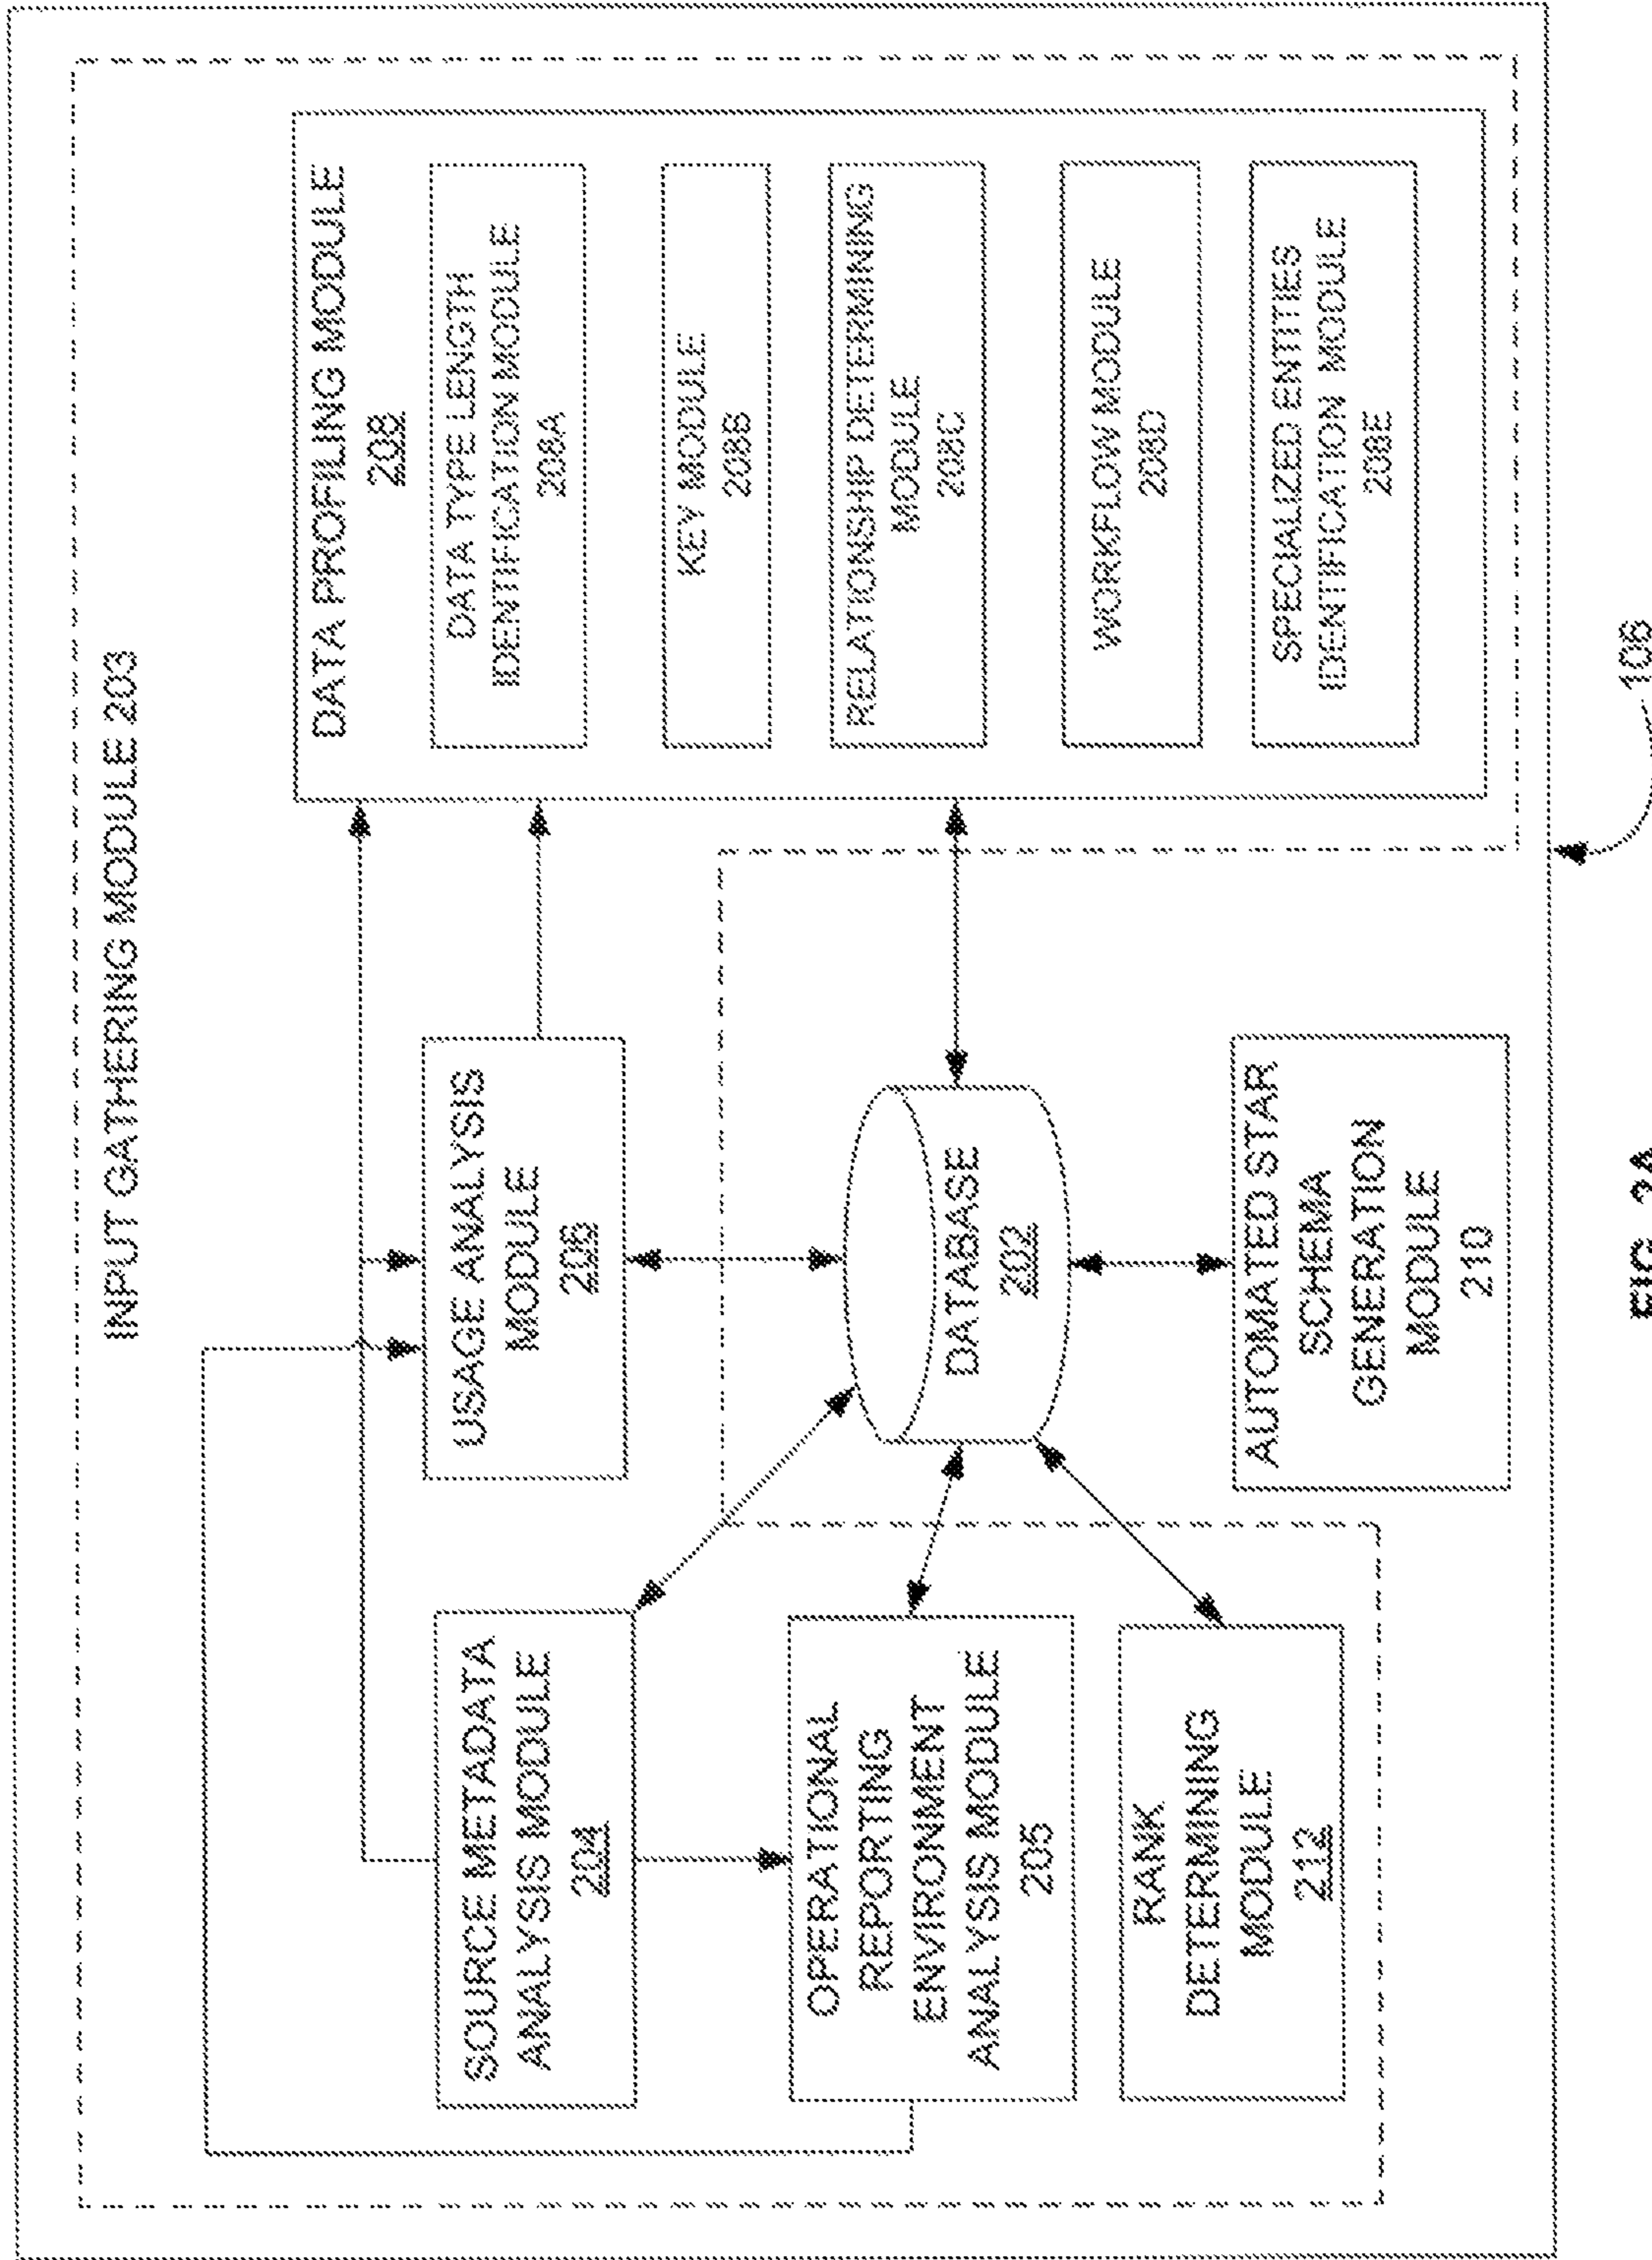 INPUT GATHERING MODULE 203
SOURCE METADATA
ANALYSIS MODULE
204
OPERATIONAL
REPORTING
ENVIRONMENT
ANALYSIS MODULE
205
RANK
DETERMINING
MODULE
212
USAGE ANALYSIS
MODULE
206
DATABASE
202
AUTOMATED STAR
SCHEMA
GENERATION
MODULE
210
DATA PROFILING MODULE
208
DATA TYPE LENGTH
IDENTIFICATION MODULE
208A
KEY MODULE
208B
RELATIONSHIP DETERMINING
MODULE
208C
WORKFLOW MODULE
208D
SPECIALIZED ENTITIES
IDENTIFICATION MODULE
208E
106
FIG. 2A